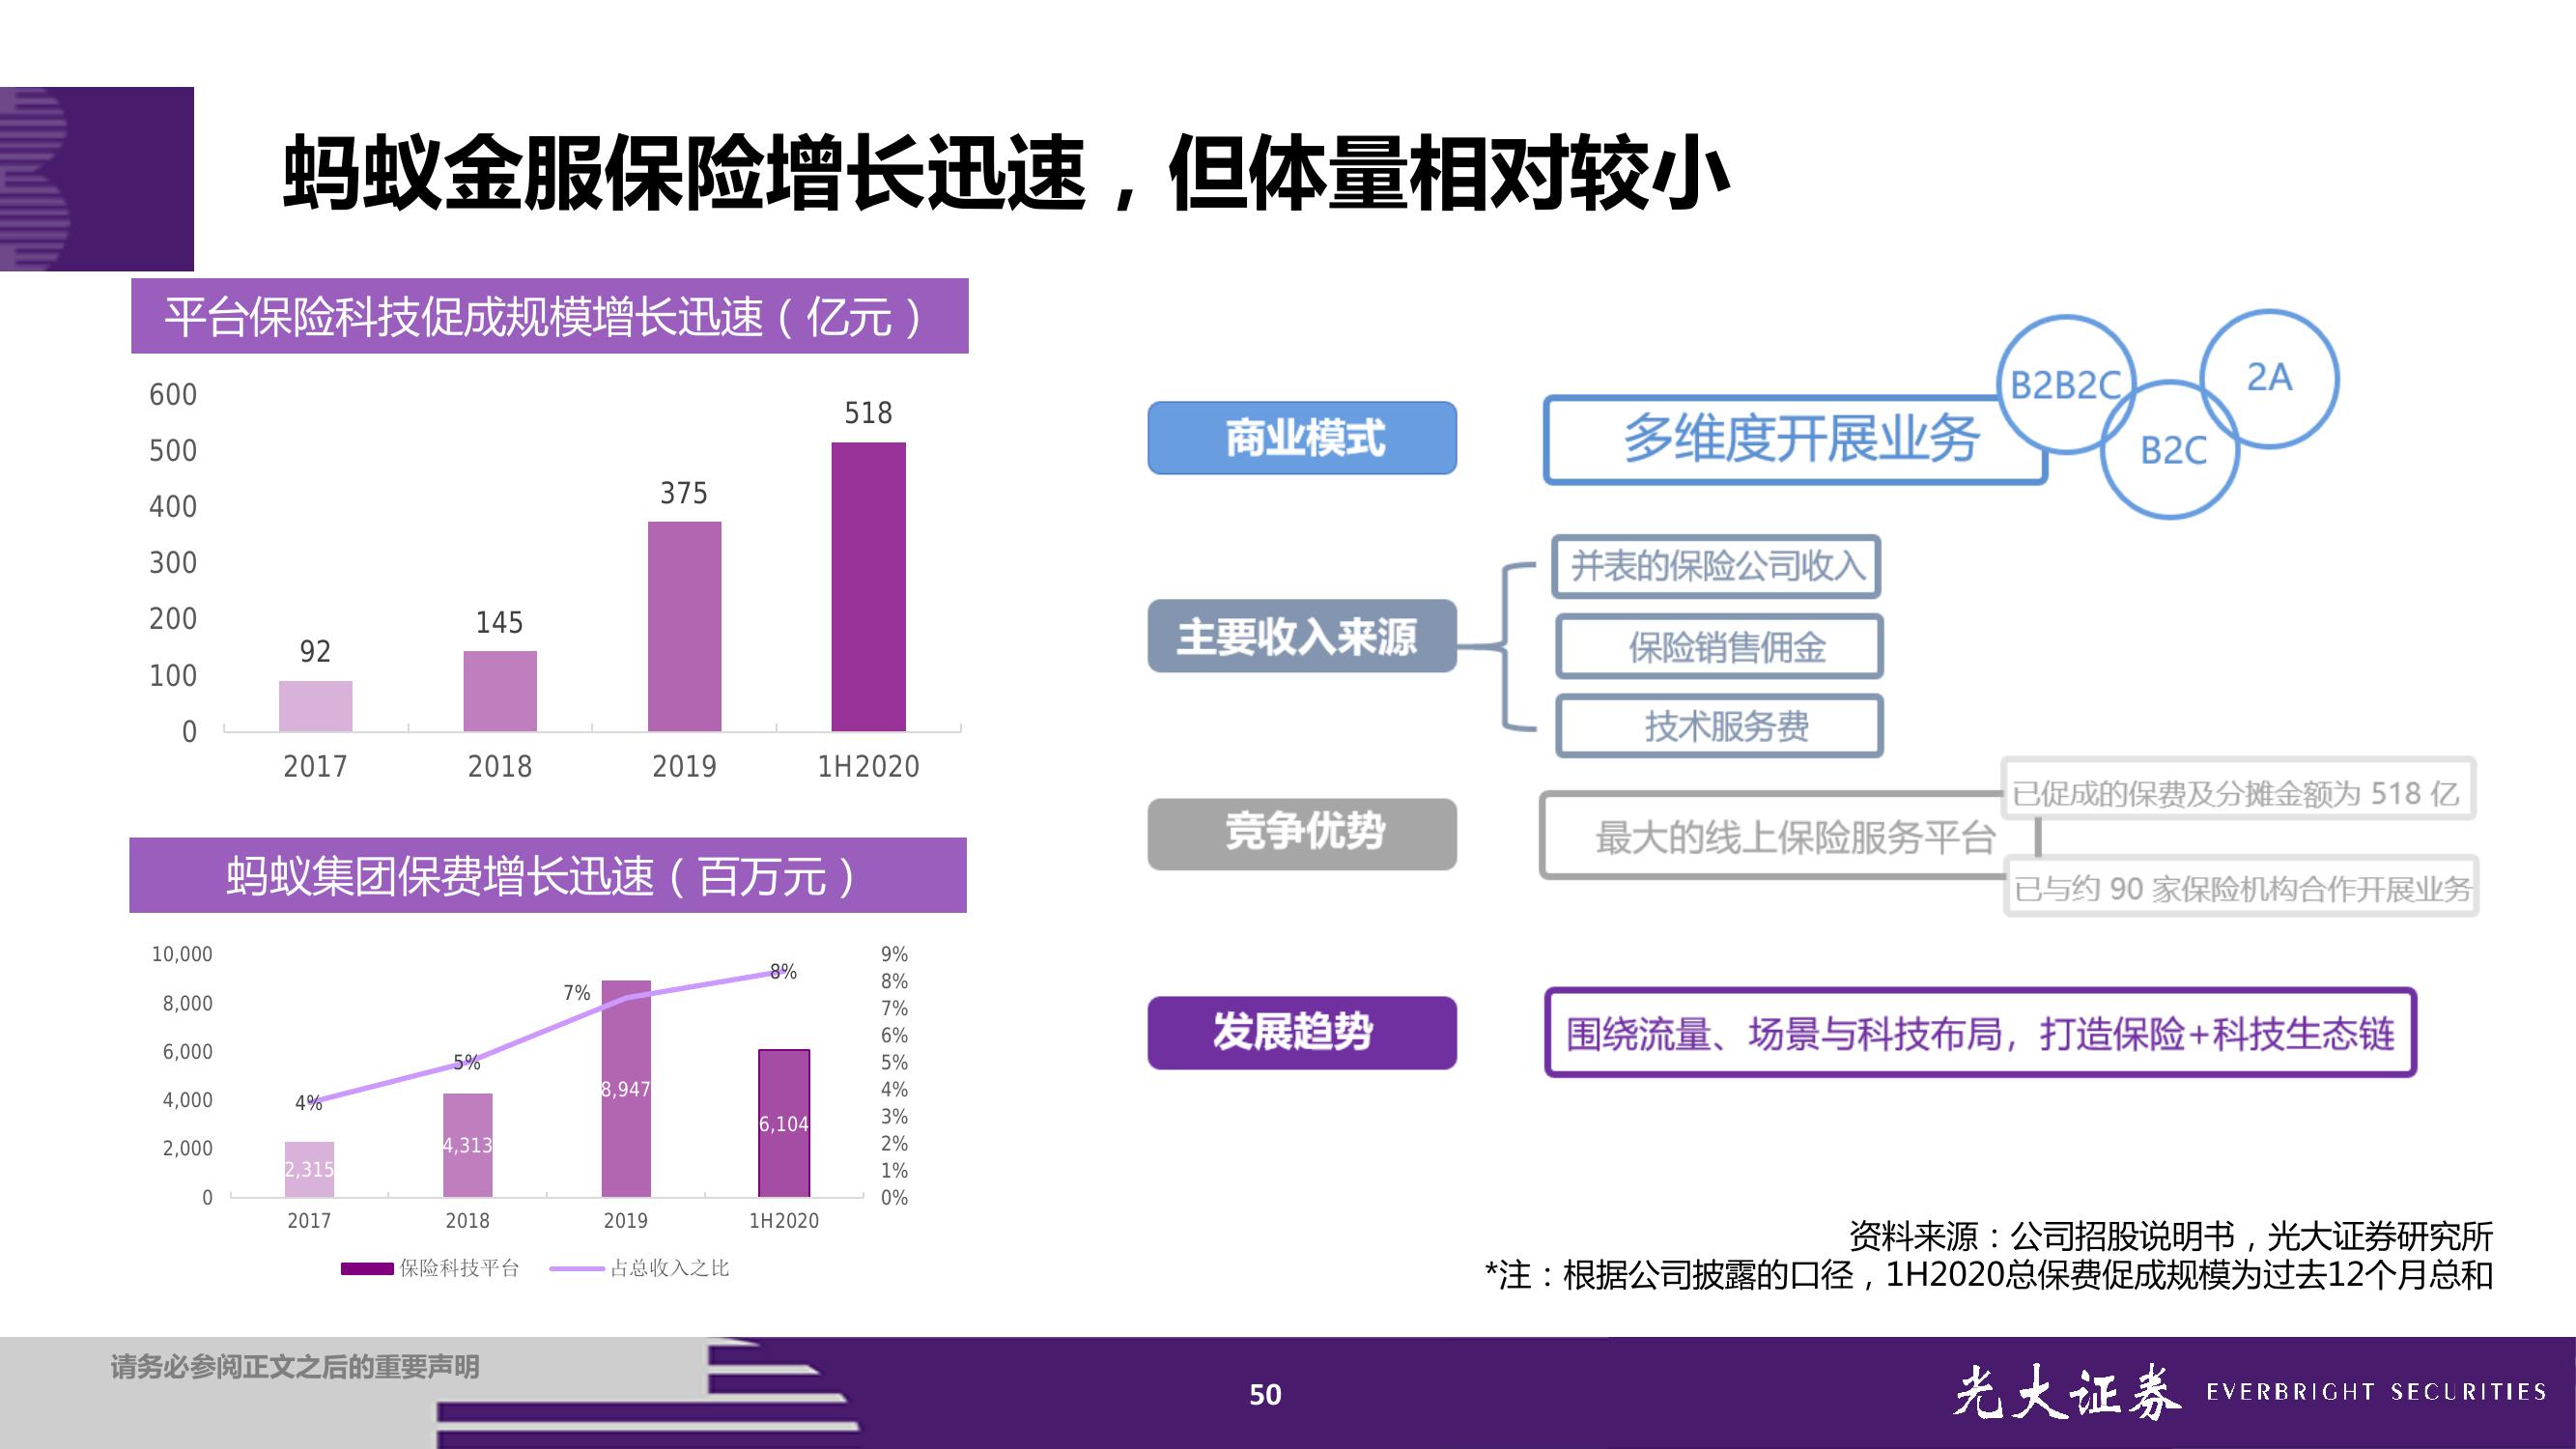 蚂蚁金服保险增长迅速，但体量相对较小
平台保险科技促成规模增长迅速（亿元）
600
500
400
300
200
100
0
92
145
375
518
2017
2018
2019
1H2020
蚂蚁集团保费增长迅速（百万元）
10,000
8,000
6,000
4,000
2,000
0
9%
8%
7%
6%
5%
4%
3%
2%
1%
0%
4%
5%
7%
8%
2,315
4,313
8,947
6,104
2017
2018
2019
1H2020
保险科技平台
占总收入之比
商业模式
多维度开展业务
B2B2C
B2C
2A
主要收入来源
并表的保险公司收入
保险销售佣金
技术服务费
竞争优势
最大的线上保险服务平台
已促成的保费及分摊金额为 518 亿
已与约 90 家保险机构合作开展业务
发展趋势
围绕流量、场景与科技布局，打造保险+科技生态链
资料来源：公司招股说明书，光大证券研究所
*注：根据公司披露的口径，1H2020总保费促成规模为过去12个月总和
请务必参阅正文之后的重要声明
50
光大证券 EVERBRIGHT SECURITIES